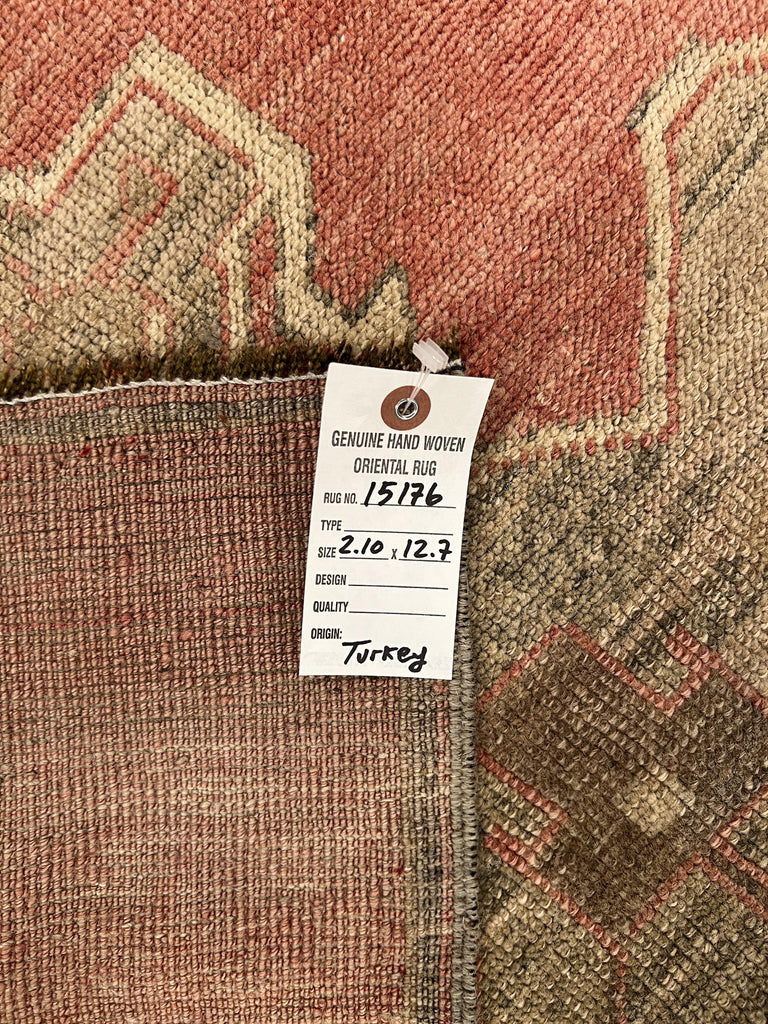 GENUINE HAND WOVEN
ORIENTAL RUG
RUG NO. 15176
TYPE
SIZE 2.10 x 12.7
DESIGN
QUALITY
ORIGIN:
Turkey